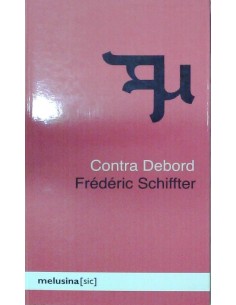 Contra Debord
Frédéric Schiffter
melusina[sic]